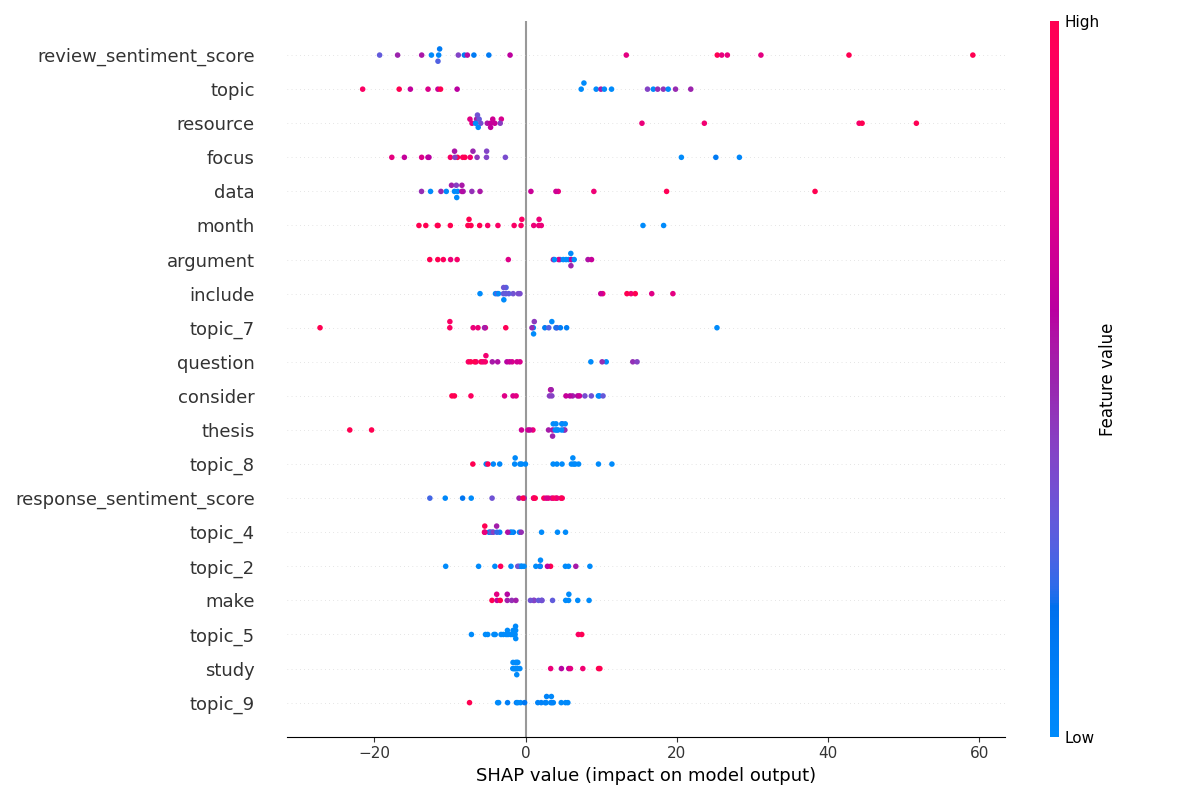 High
review_sentiment_score
topic
resource
focus
data
month
argument
include
topic_7
question
consider
thesis
topic_8
response_sentiment_score
topic_4
topic_2
make
topic_5
study
topic_9
Feature value
Low
−20 0 20 40 60
SHAP value (impact on model output)